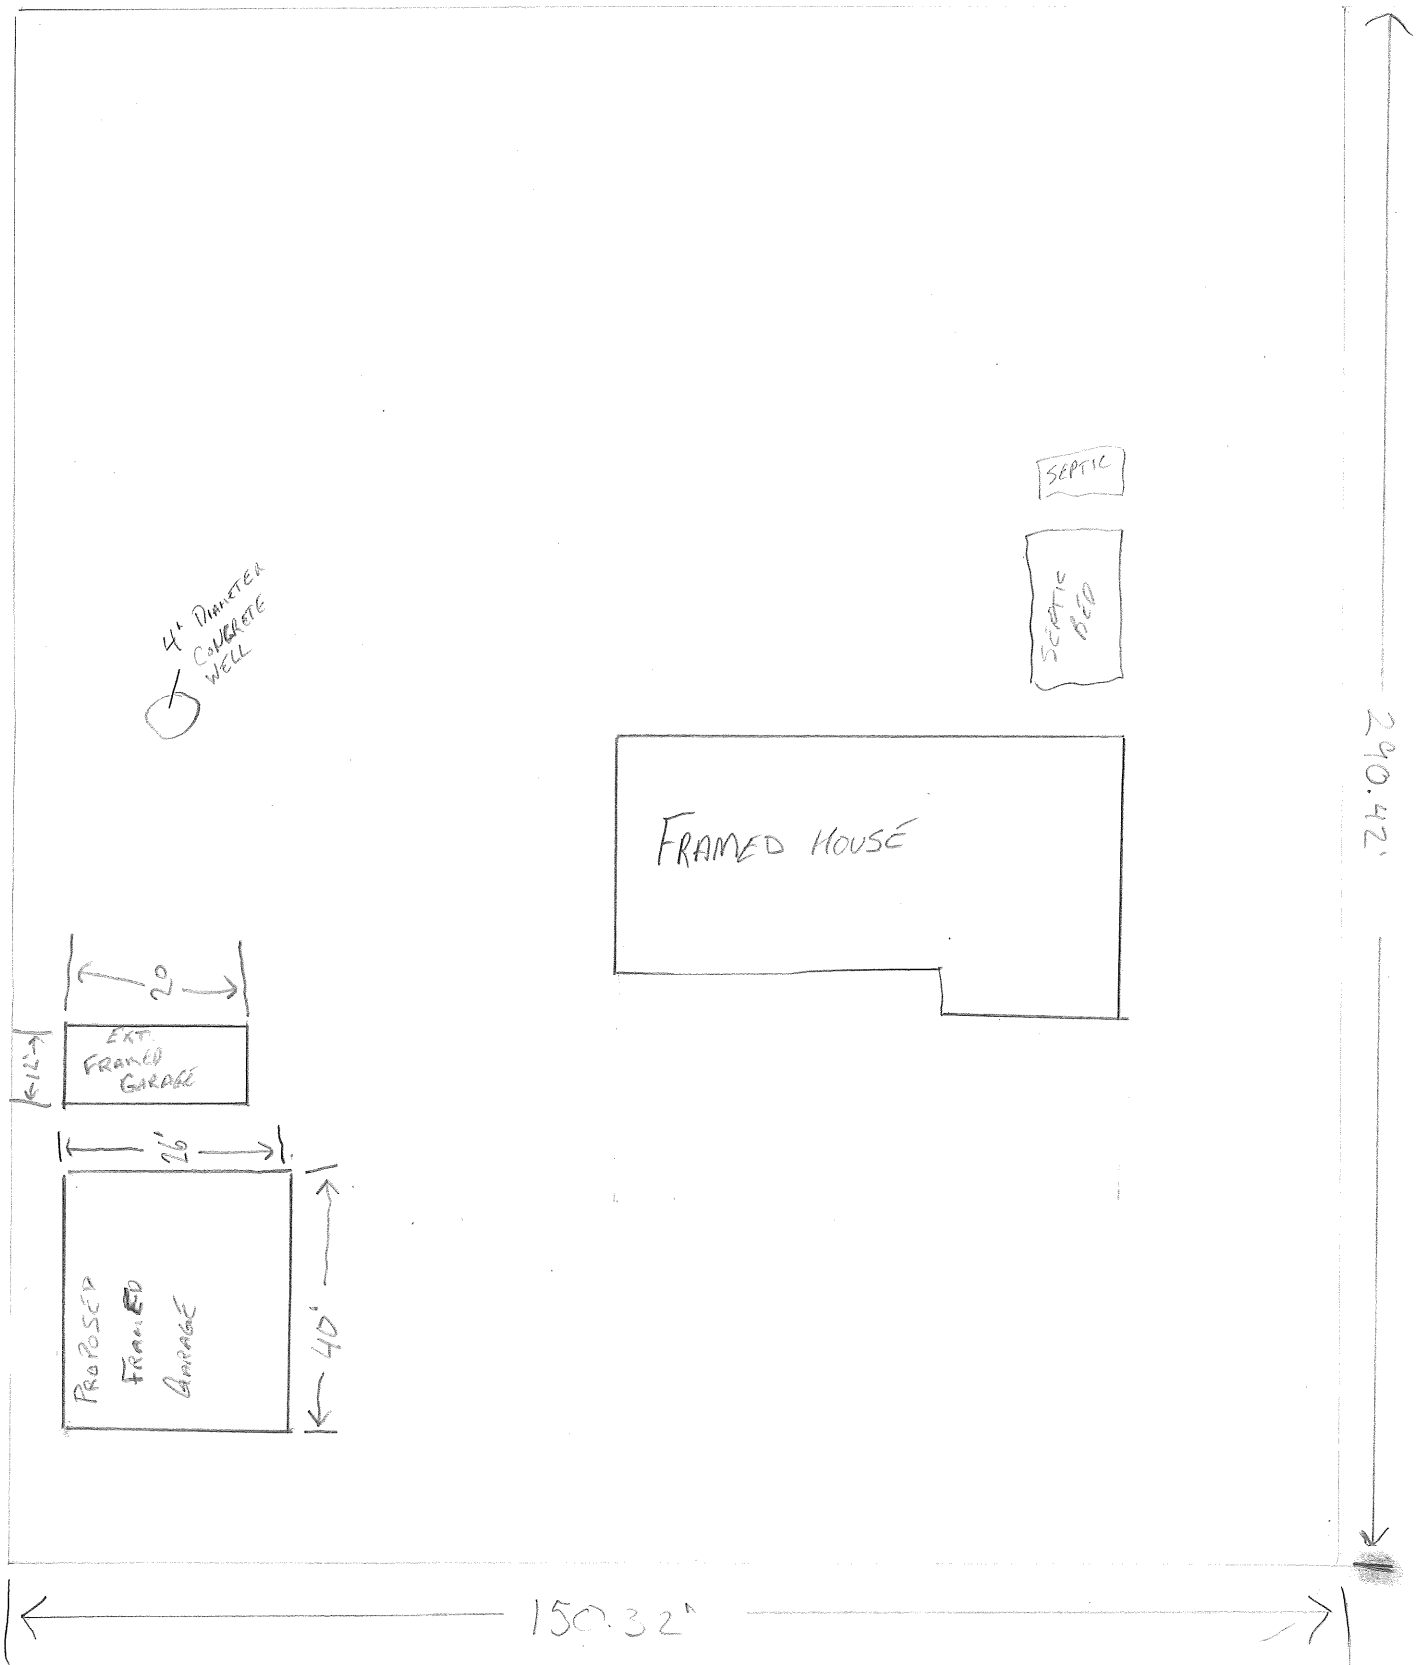 SEPTIC
SEPTIC
BED
4" DIAMETER
CONCRETE
WELL
290.42'
FRAMED HOUSE
20
12'
EXT.
FRAMED
GARAGE
26'
PROPOSED
FRAMED
GARAGE
40'
150.32"